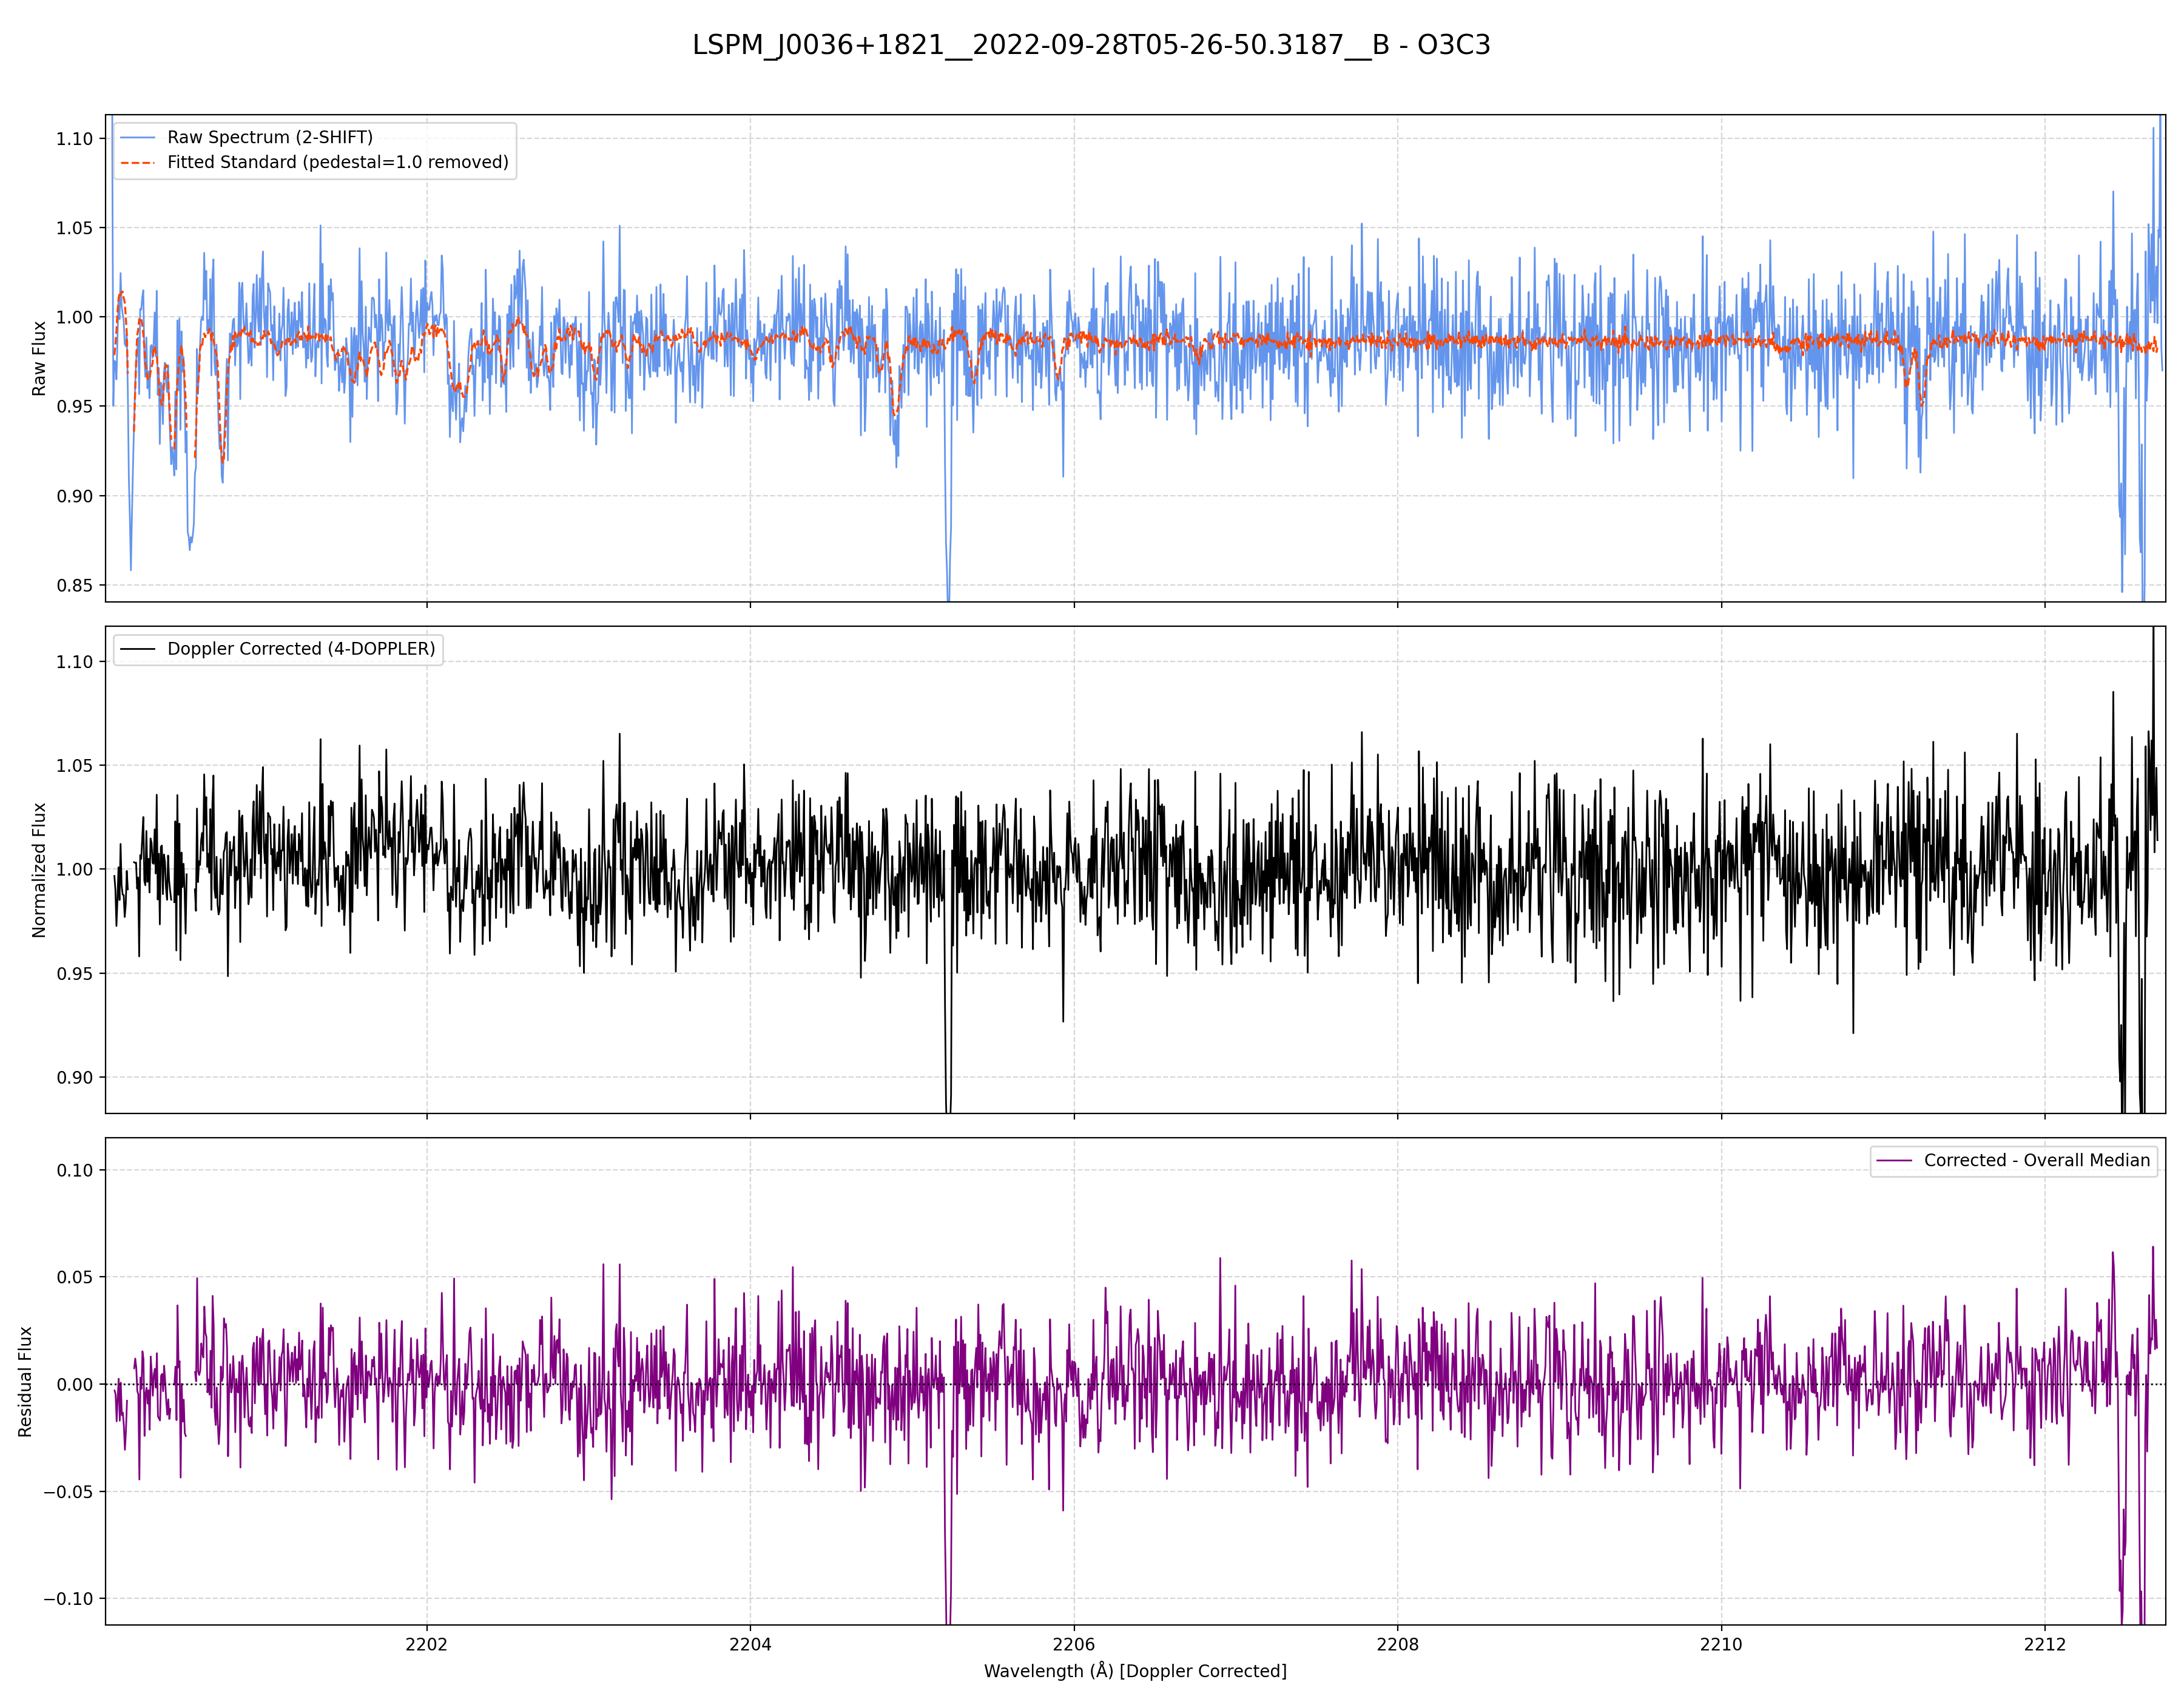 LSPM_J0036+1821__2022-09-28T05-26-50.3187__B - O3C3
Raw Spectrum (2-SHIFT)
Fitted Standard (pedestal=1.0 removed)
1.10
1.05
1.00
0.95
0.90
0.85
Raw Flux
Doppler Corrected (4-DOPPLER)
1.10
1.05
1.00
0.95
0.90
Normalized Flux
Corrected - Overall Median
0.10
0.05
0.00
−0.05
−0.10
Residual Flux
2202
2204
2206
2208
2210
2212
Wavelength (Å) [Doppler Corrected]